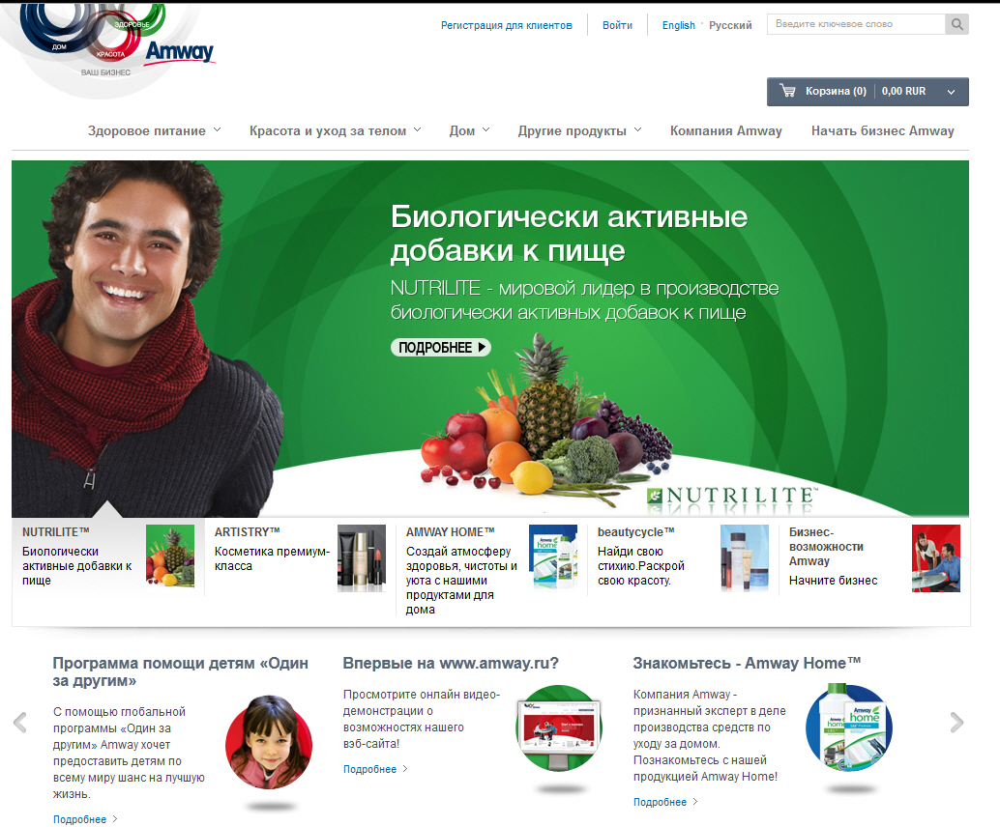 ЗДОРОВЬЕ
ДОМ
КРАСОТА
Amway
ВАШ БИЗНЕС
Регистрация для клиентов
Войти
English · Русский
Введите ключевое слово
Корзина (0) 0,00 RUR
Здоровое питание
Красота и уход за телом
Дом
Другие продукты
Компания Amway
Начать бизнес Amway
Биологически активные
добавки к пище
NUTRILITE - мировой лидер в производстве
биологически активных добавок к пище
ПОДРОБНЕЕ
NUTRILITE™
NUTRILITE™
Биологически
активные добавки к
пище
ARTISTRY™
Косметика премиум-
класса
AMWAY HOME™
Создай атмосферу
здоровья, чистоты и
уюта с нашими
продуктами для
дома
Amway
home
beautycycle™
Найди свою
стихию.Раскрой
свою красоту.
Бизнес-
возможности
Amway
Начните бизнес
Программа помощи детям «Один
за другим»
С помощью глобальной
программы «Один за
другим» Amway хочет
предоставить детям по
всему миру шанс на лучшую
жизнь.
Подробнее
Впервые на www.amway.ru?
Просмотрите онлайн видео-
демонстрации о
возможностях нашего
вэб-сайта!
Подробнее
Знакомьтесь - Amway Home™
Компания Amway -
признанный эксперт в деле
производства средств по
уходу за домом.
Познакомьтесь с нашей
продукцией Amway Home!
Подробнее
Amway
home
Amway
home